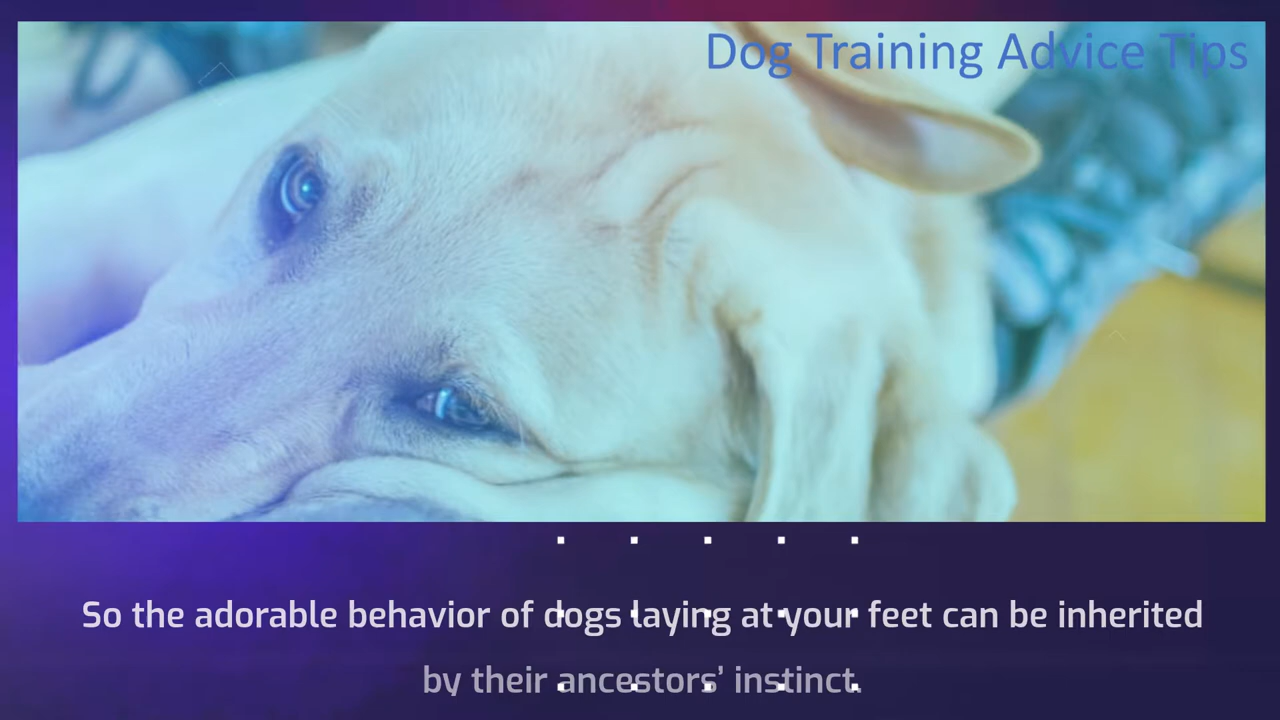 Dog Training Advice Tips
So the adorable behavior of dogs laying at your feet can be inherited
by their ancestors’ instinct.